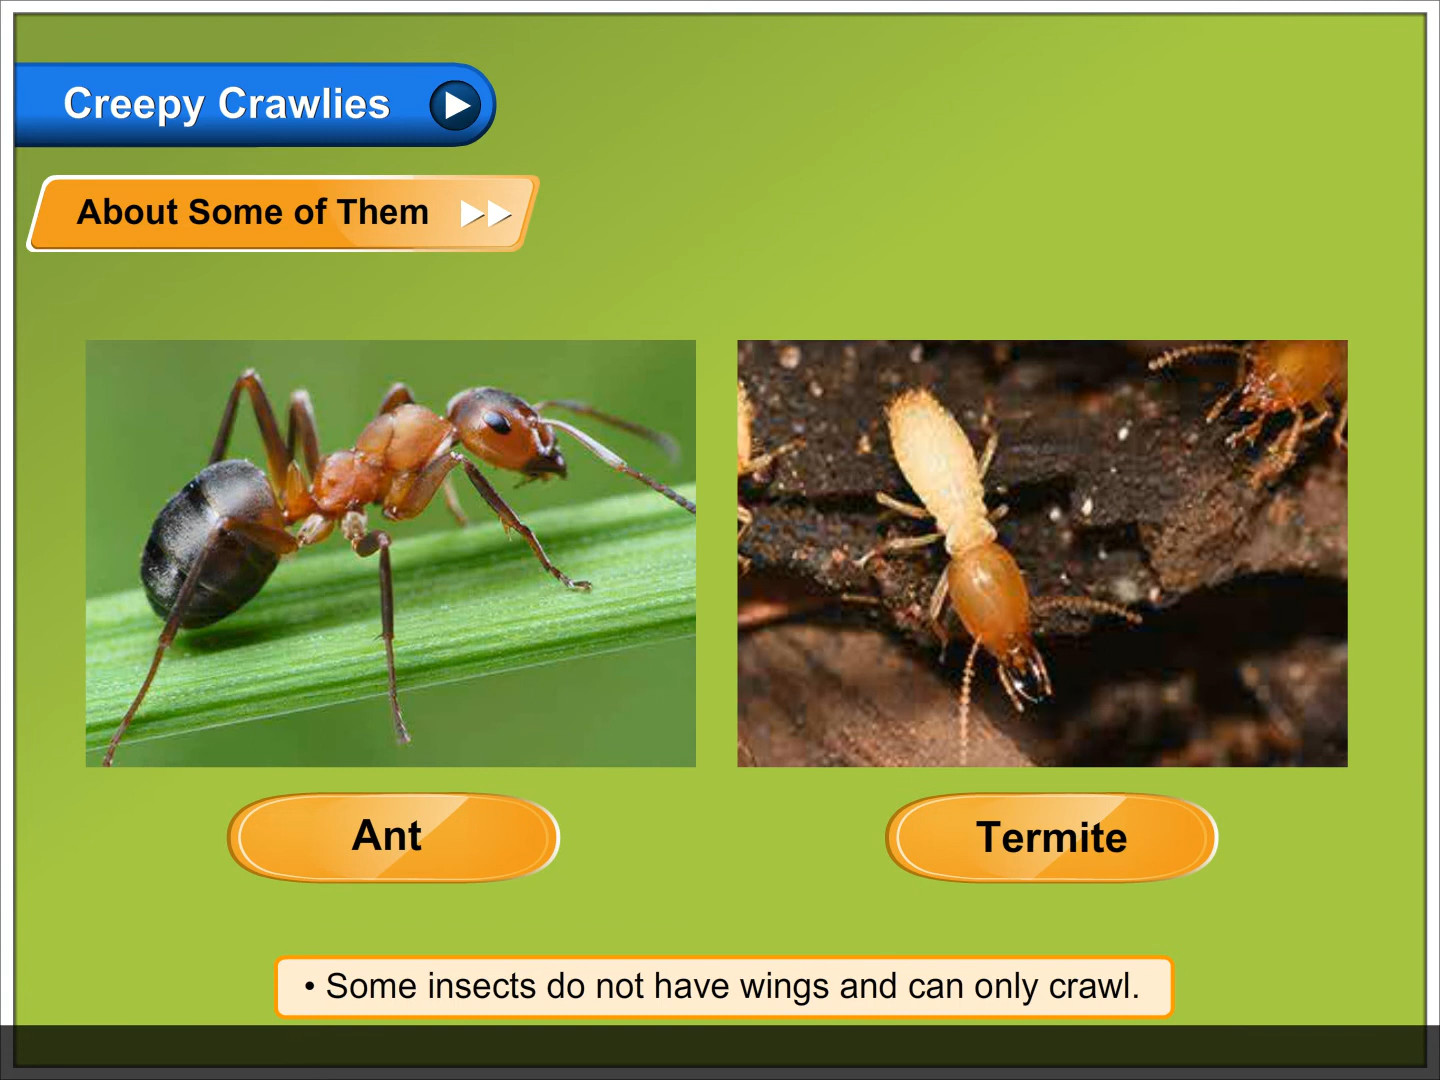 Creepy Crawlies
About Some of Them
Ant
Termite
• Some insects do not have wings and can only crawl.